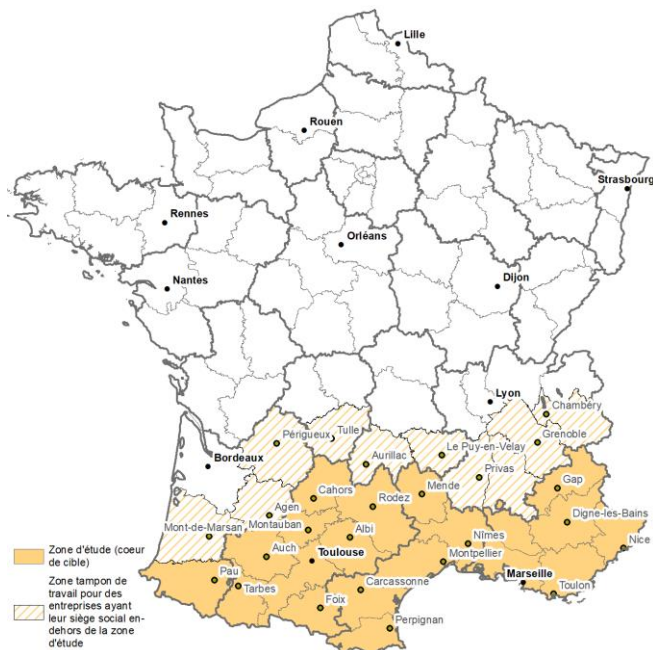 Lille
Rouen
Strasbourg
Rennes
Orléans
Nantes
Dijon
Lyon
Chambéry
Périgueux
Tulle
Grenoble
Aurillac
Le Puy-en-Velay
Bordeaux
Privas
Mende
Gap
Cahors
Rodez
Agen
Digne-les-Bains
Mont-de-Marsan
Montauban
Albi
Nîmes
Nice
Auch
Toulouse
Montpellier
Marseille
Pau
Tarbes
Carcassonne
Toulon
Foix
Perpignan
Zone d'étude (coeur
de cible)
Zone tampon de
travail pour des
entreprises ayant
leur siège social en-
dehors de la zone
d'étude